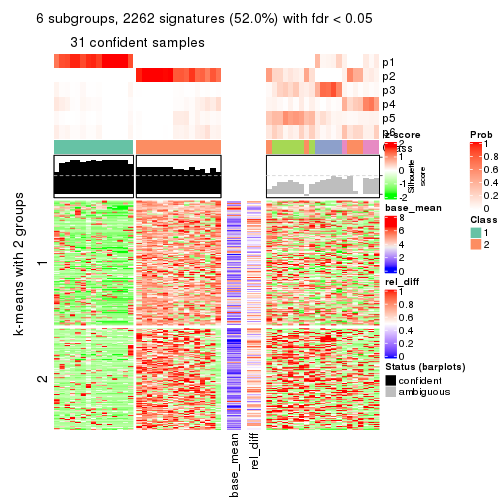 6 subgroups, 2262 signatures (52.0%) with fdr < 0.05
31 confident samples
p1
p2
p3
p4
p5
p6
Class
z-score
2
1
0
-1
-2
Silhouette
score
Prob
1
0.8
0.6
0.4
0.2
0
Class
1
2
base_mean
8
6
4
2
0
rel_diff
1
0.8
0.6
0.4
0.2
0
Status (barplots)
confident
ambiguous
k-means with 2 groups
1
2
base_mean
rel_diff